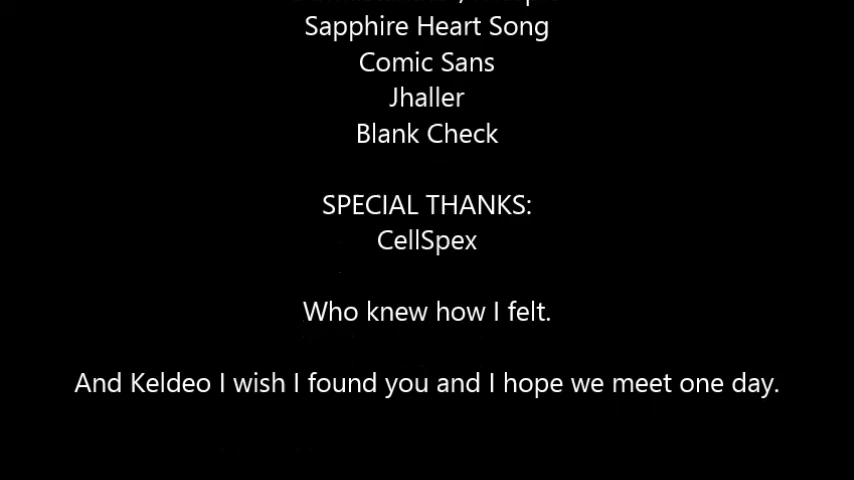 Sapphire Heart Song
Comic Sans
Jhaller
Blank Check
SPECIAL THANKS:
CellSpex
Who knew how I felt.
And Keldeo I wish I found you and I hope we meet one day.